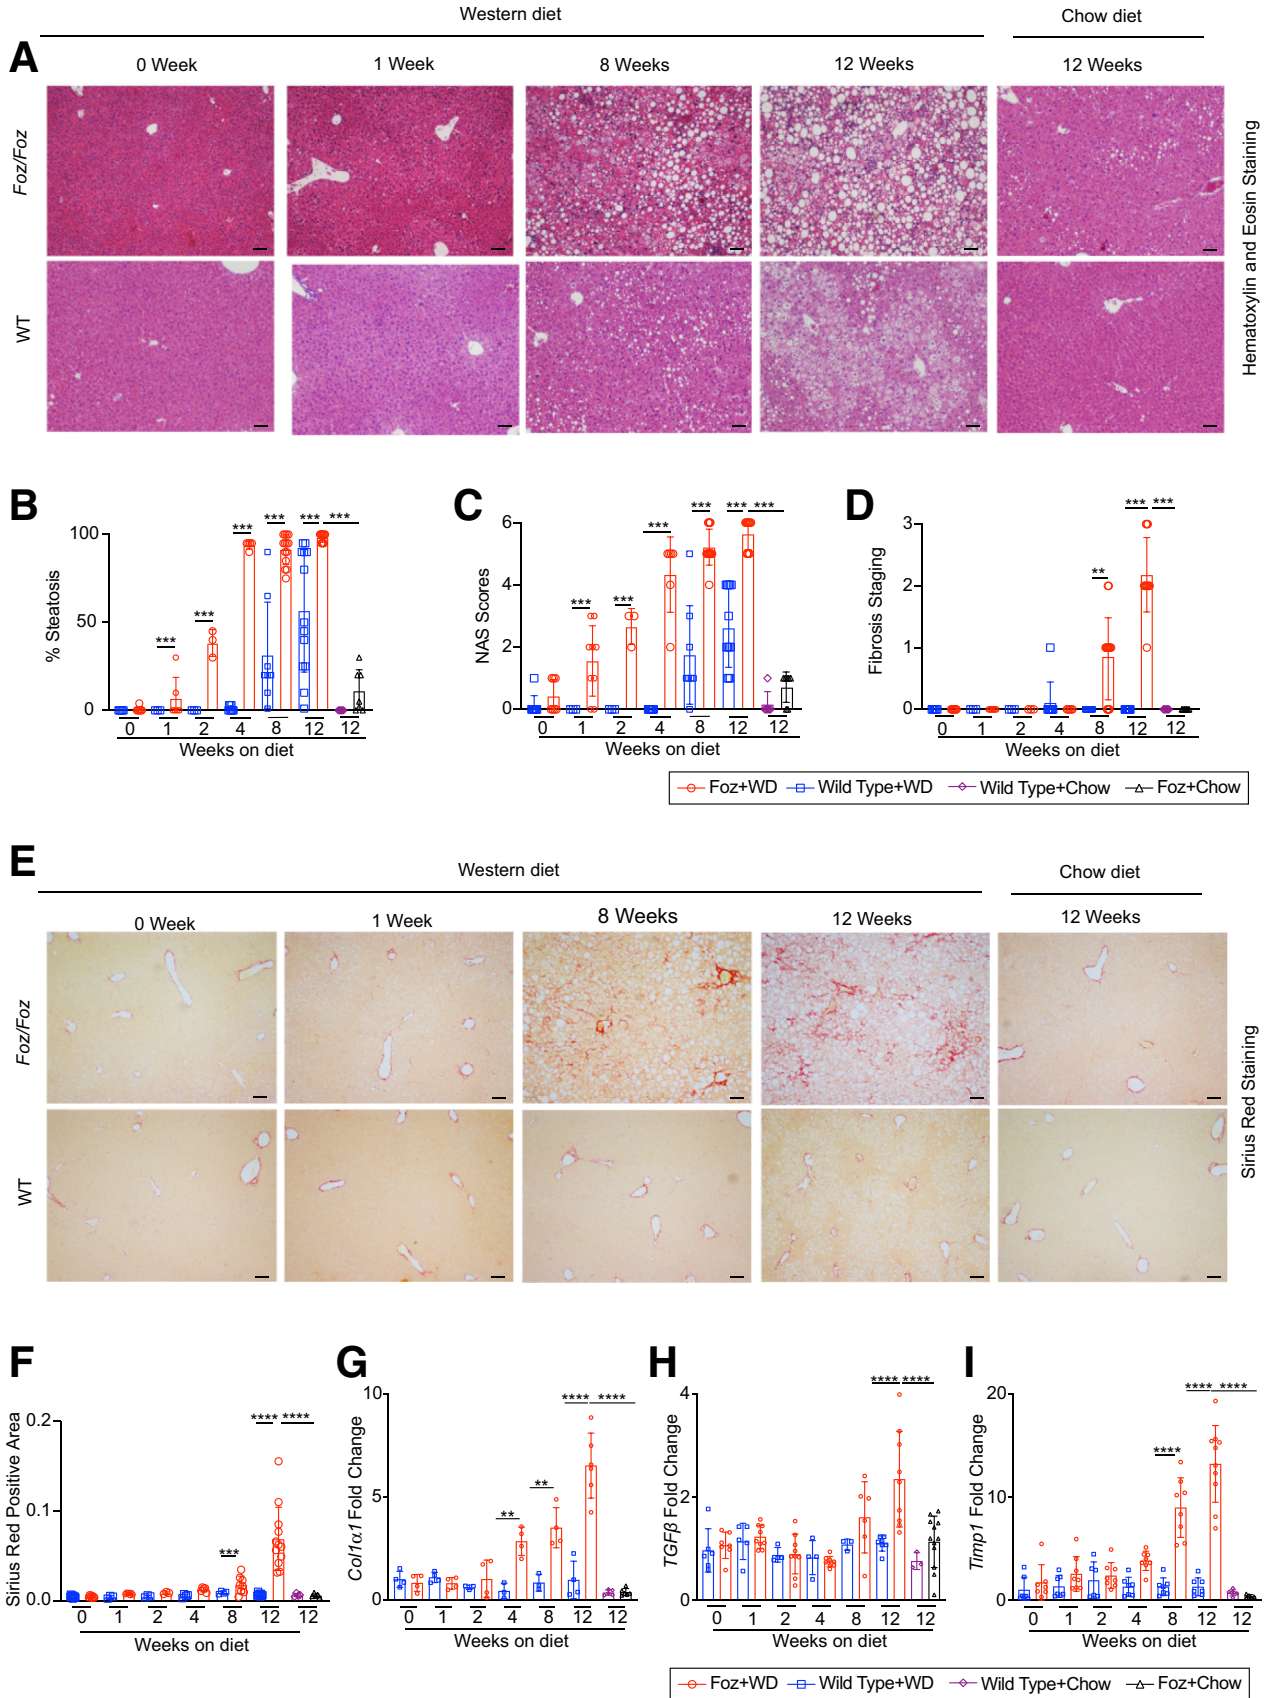 Western diet
Chow diet
A
0 Week
1 Week
8 Weeks
12 Weeks
12 Weeks
Foz/Foz
WT
Hematoxylin and Eosin Staining
B
% Steatosis
100
50
0
***
***
***
***
***
***
0 1 2 4 8 12 12
Weeks on diet
C
NAS Scores
6
4
2
0
***
***
***
***
***
***
0 1 2 4 8 12 12
Weeks on diet
D
Fibrosis Staging
3
2
1
0
**
***
***
0 1 2 4 8 12 12
Weeks on diet
Foz+WD Wild Type+WD Wild Type+Chow Foz+Chow
E
Western diet
Chow diet
0 Week
1 Week
8 Weeks
12 Weeks
12 Weeks
Foz/Foz
WT
Sirius Red Staining
F
Sirius Red Positive Area
0.2
0.1
0.0
***
****
****
0 1 2 4 8 12 12
Weeks on diet
G
Col1α1 Fold Change
10
5
0
**
**
****
****
0 1 2 4 8 12 12
Weeks on diet
H
TGFβ Fold Change
4
2
0
****
****
0 1 2 4 8 12 12
Weeks on diet
I
Timp1 Fold Change
20
10
0
****
****
****
0 1 2 4 8 12 12
Weeks on diet
Foz+WD Wild Type+WD Wild Type+Chow Foz+Chow